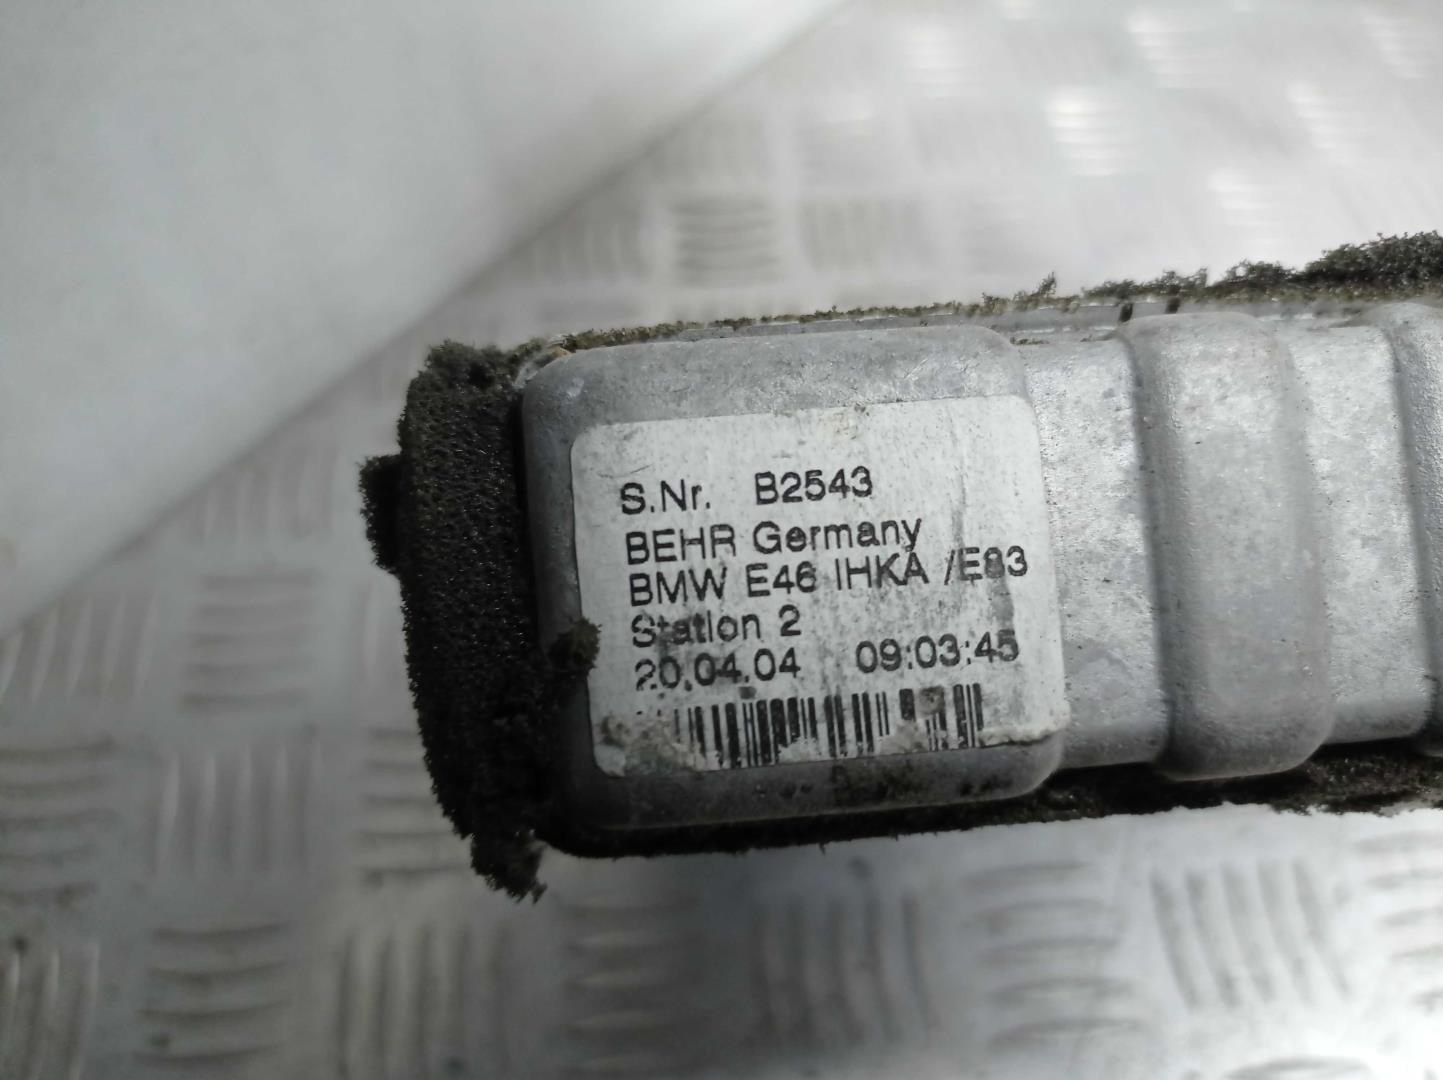 S.Nr. B2543
BEHR Germany
BMW E46 IHKA /E83
Station 2
20.04.04 09:03:45